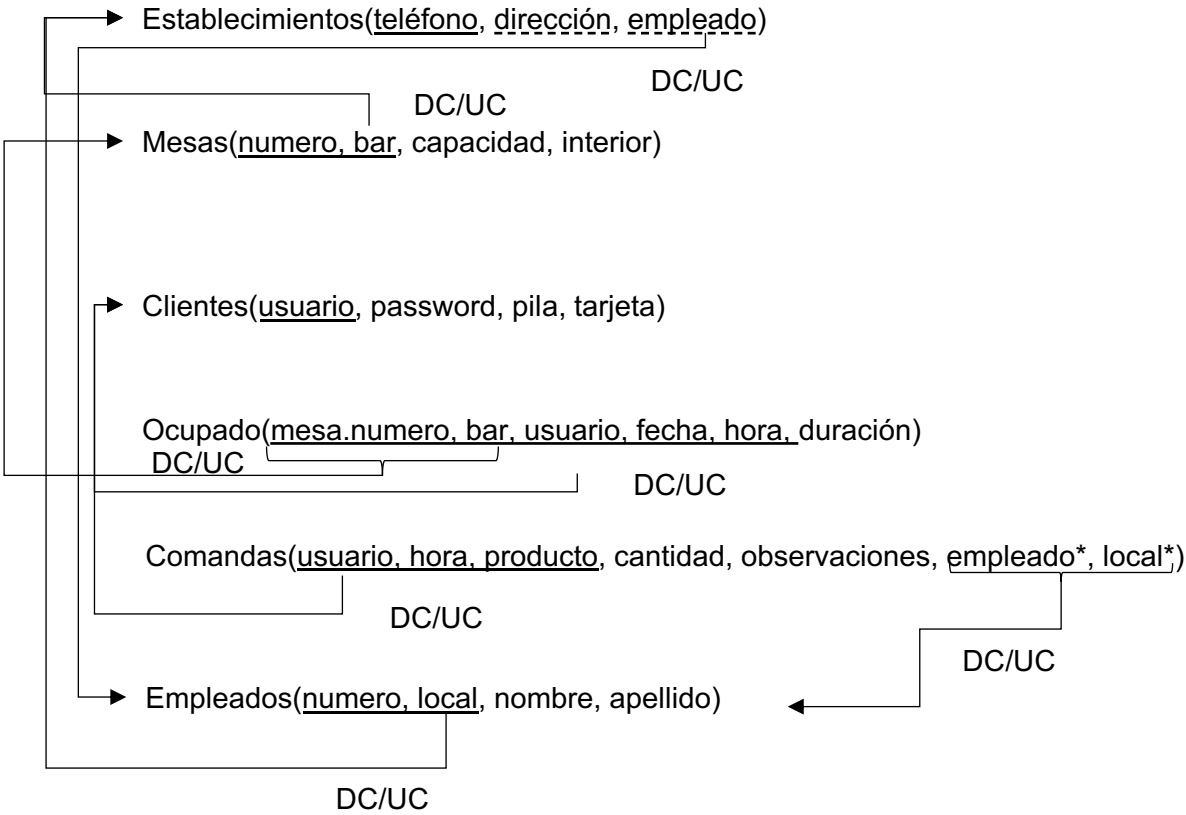 Establecimientos(teléfono, dirección, empleado)
DC/UC
DC/UC
Mesas(numero, bar, capacidad, interior)
Clientes(usuario, password, pila, tarjeta)
Ocupado(mesa.numero, bar, usuario, fecha, hora, duración)
DC/UC
DC/UC
Comandas(usuario, hora, producto, cantidad, observaciones, empleado*, local*)
DC/UC
DC/UC
Empleados(numero, local, nombre, apellido)
DC/UC